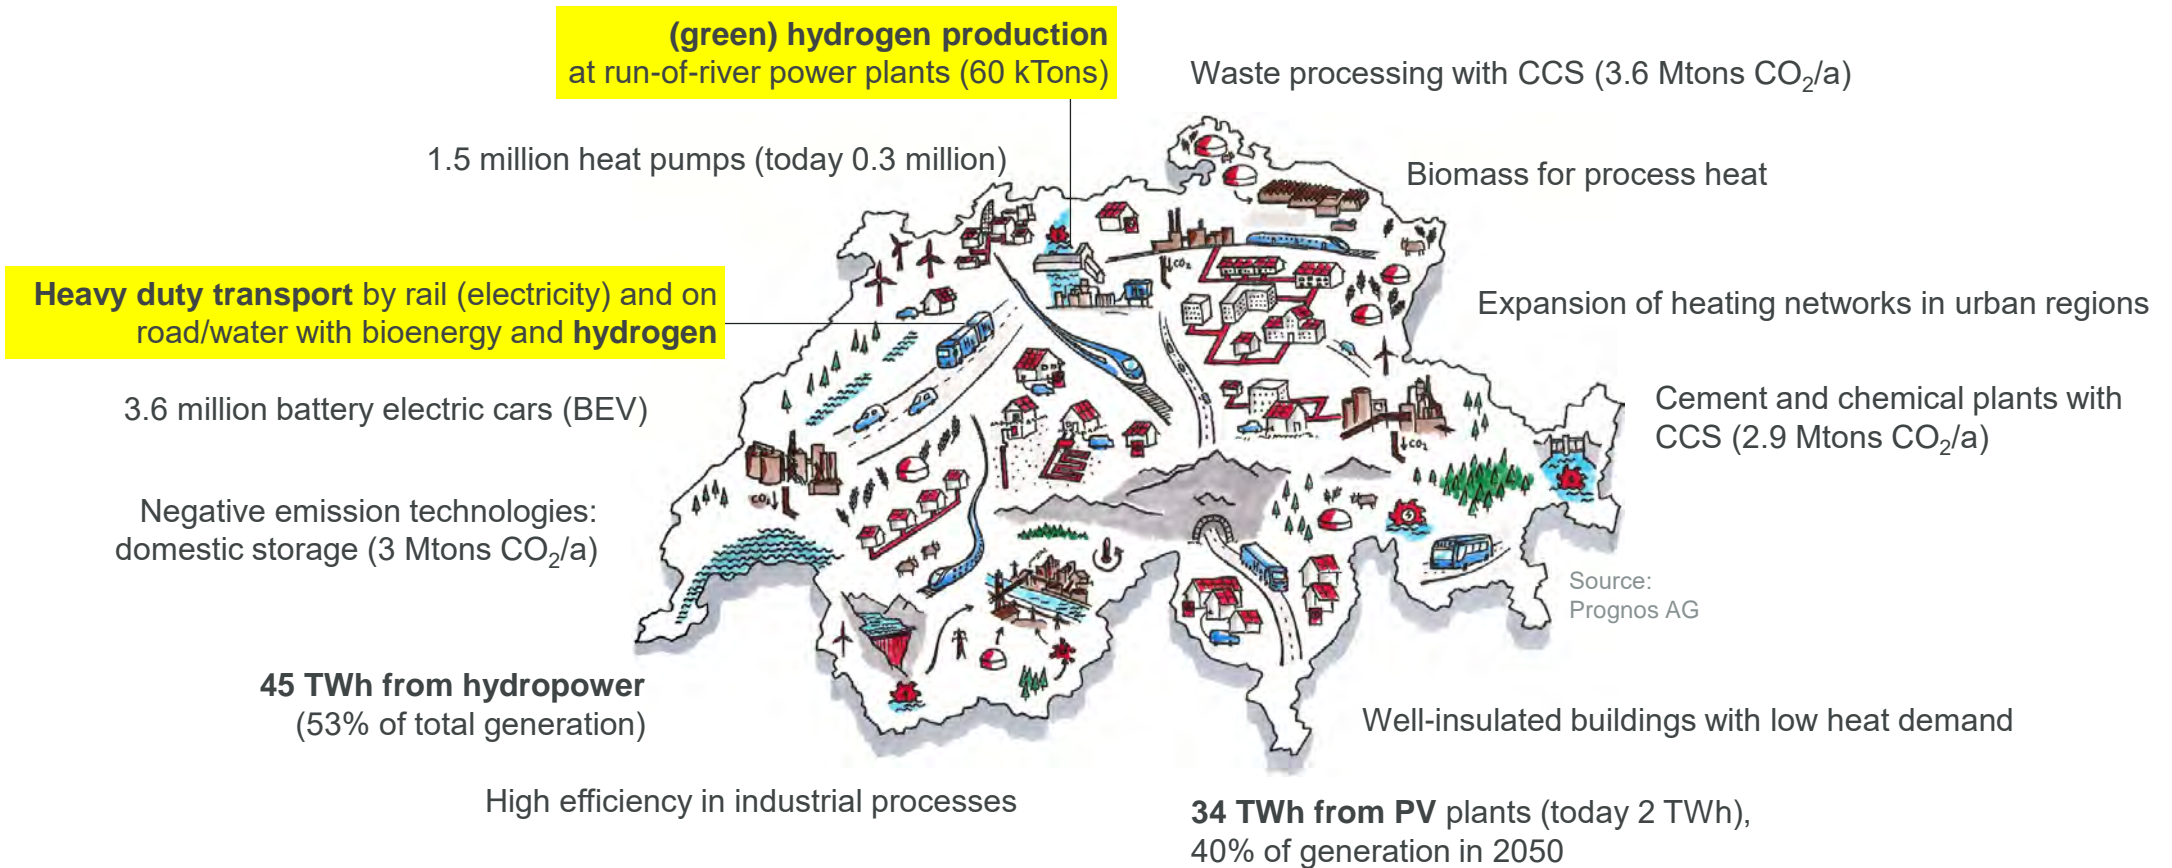 (green) hydrogen production
at run-of-river power plants (60 kTons)
Waste processing with CCS (3.6 Mtons CO₂/a)
1.5 million heat pumps (today 0.3 million)
Biomass for process heat
Heavy duty transport by rail (electricity) and on
road/water with bioenergy and hydrogen
Expansion of heating networks in urban regions
3.6 million battery electric cars (BEV)
Cement and chemical plants with
CCS (2.9 Mtons CO₂/a)
Negative emission technologies:
domestic storage (3 Mtons CO₂/a)
Source:
Prognos AG
45 TWh from hydropower
(53% of total generation)
Well-insulated buildings with low heat demand
High efficiency in industrial processes
34 TWh from PV plants (today 2 TWh),
40% of generation in 2050
CO₂
H₂
CO₂
CO₂